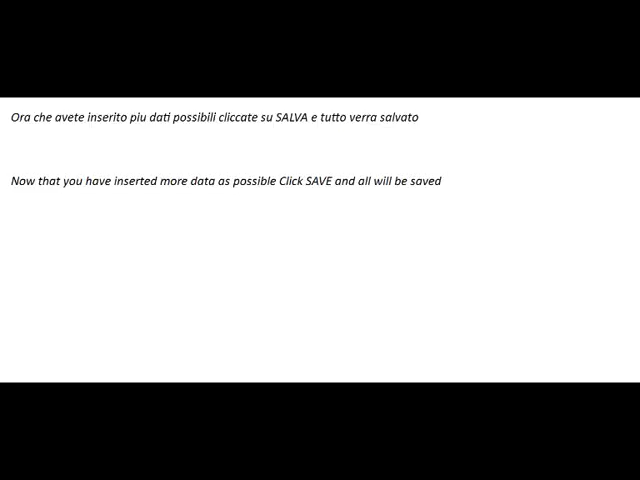 Ora che avete inserito piu dati possibili cliccate su SALVA e tutto verra salvato
Now that you have inserted more data as possible Click SAVE and all will be saved